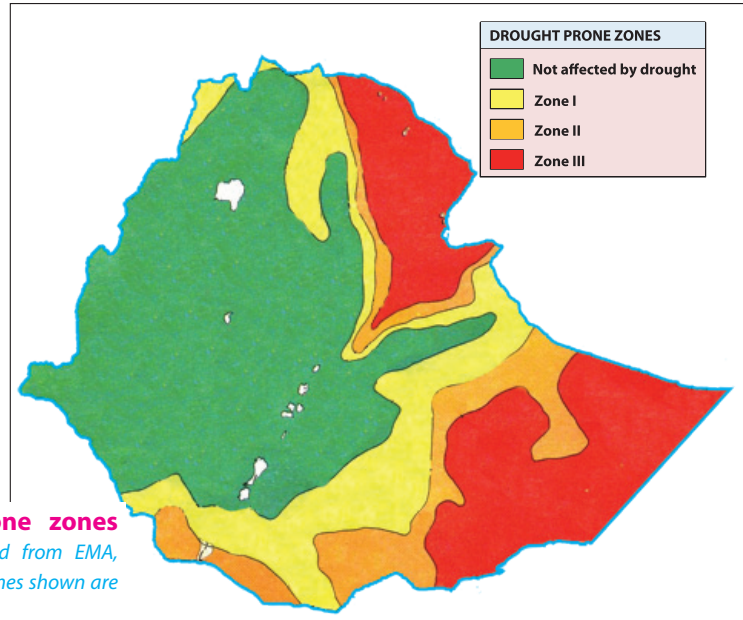 DROUGHT PRONE ZONES
Not affected by drought
Zone I
Zone II
Zone III
one zones
d from EMA,
nes shown are